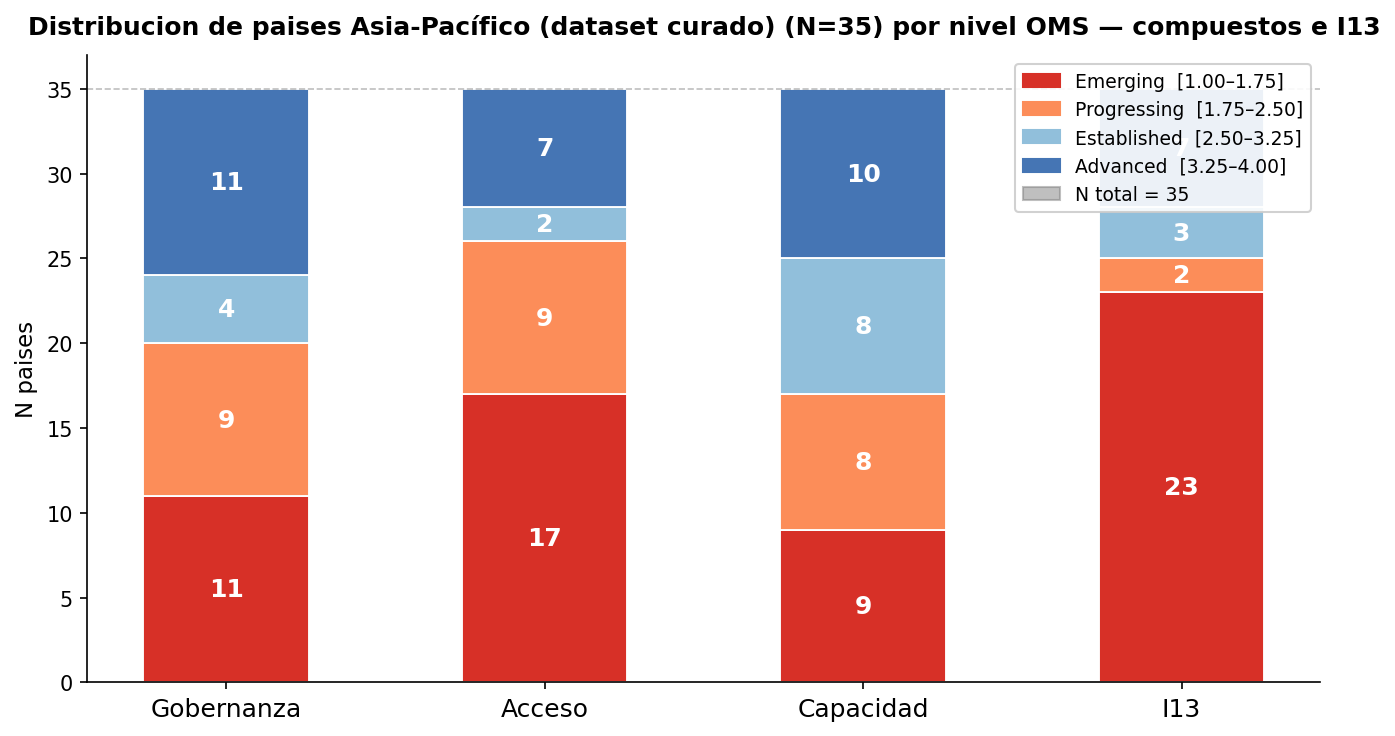 Distribucion de paises Asia-Pacífico (dataset curado) (N=35) por nivel OMS — compuestos e I13
Emerging [1.00–1.75]
Progressing [1.75–2.50]
Established [2.50–3.25]
Advanced [3.25–4.00]
N total = 35
N paises
35
30
25
20
15
10
5
0
11
4
9
11
7
2
9
17
10
8
8
9
3
2
23
Gobernanza
Acceso
Capacidad
I13